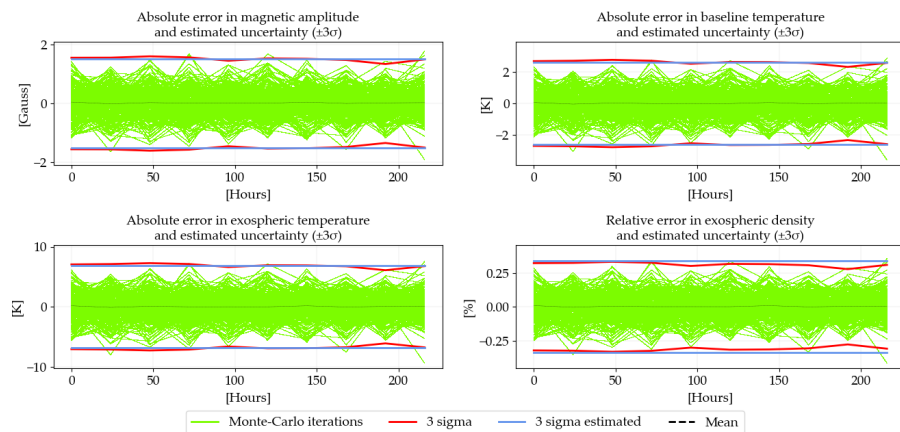 Absolute error in magnetic amplitude
and estimated uncertainty (±3σ)
2
0
−2
[Gauss]
0 50 100 150 200
[Hours]
Absolute error in baseline temperature
and estimated uncertainty (±3σ)
2
0
−2
[K]
0 50 100 150 200
[Hours]
Absolute error in exospheric temperature
and estimated uncertainty (±3σ)
10
0
−10
[K]
0 50 100 150 200
[Hours]
Relative error in exospheric density
and estimated uncertainty (±3σ)
0.25
0.00
−0.25
[%]
0 50 100 150 200
[Hours]
Monte-Carlo iterations 3 sigma 3 sigma estimated Mean